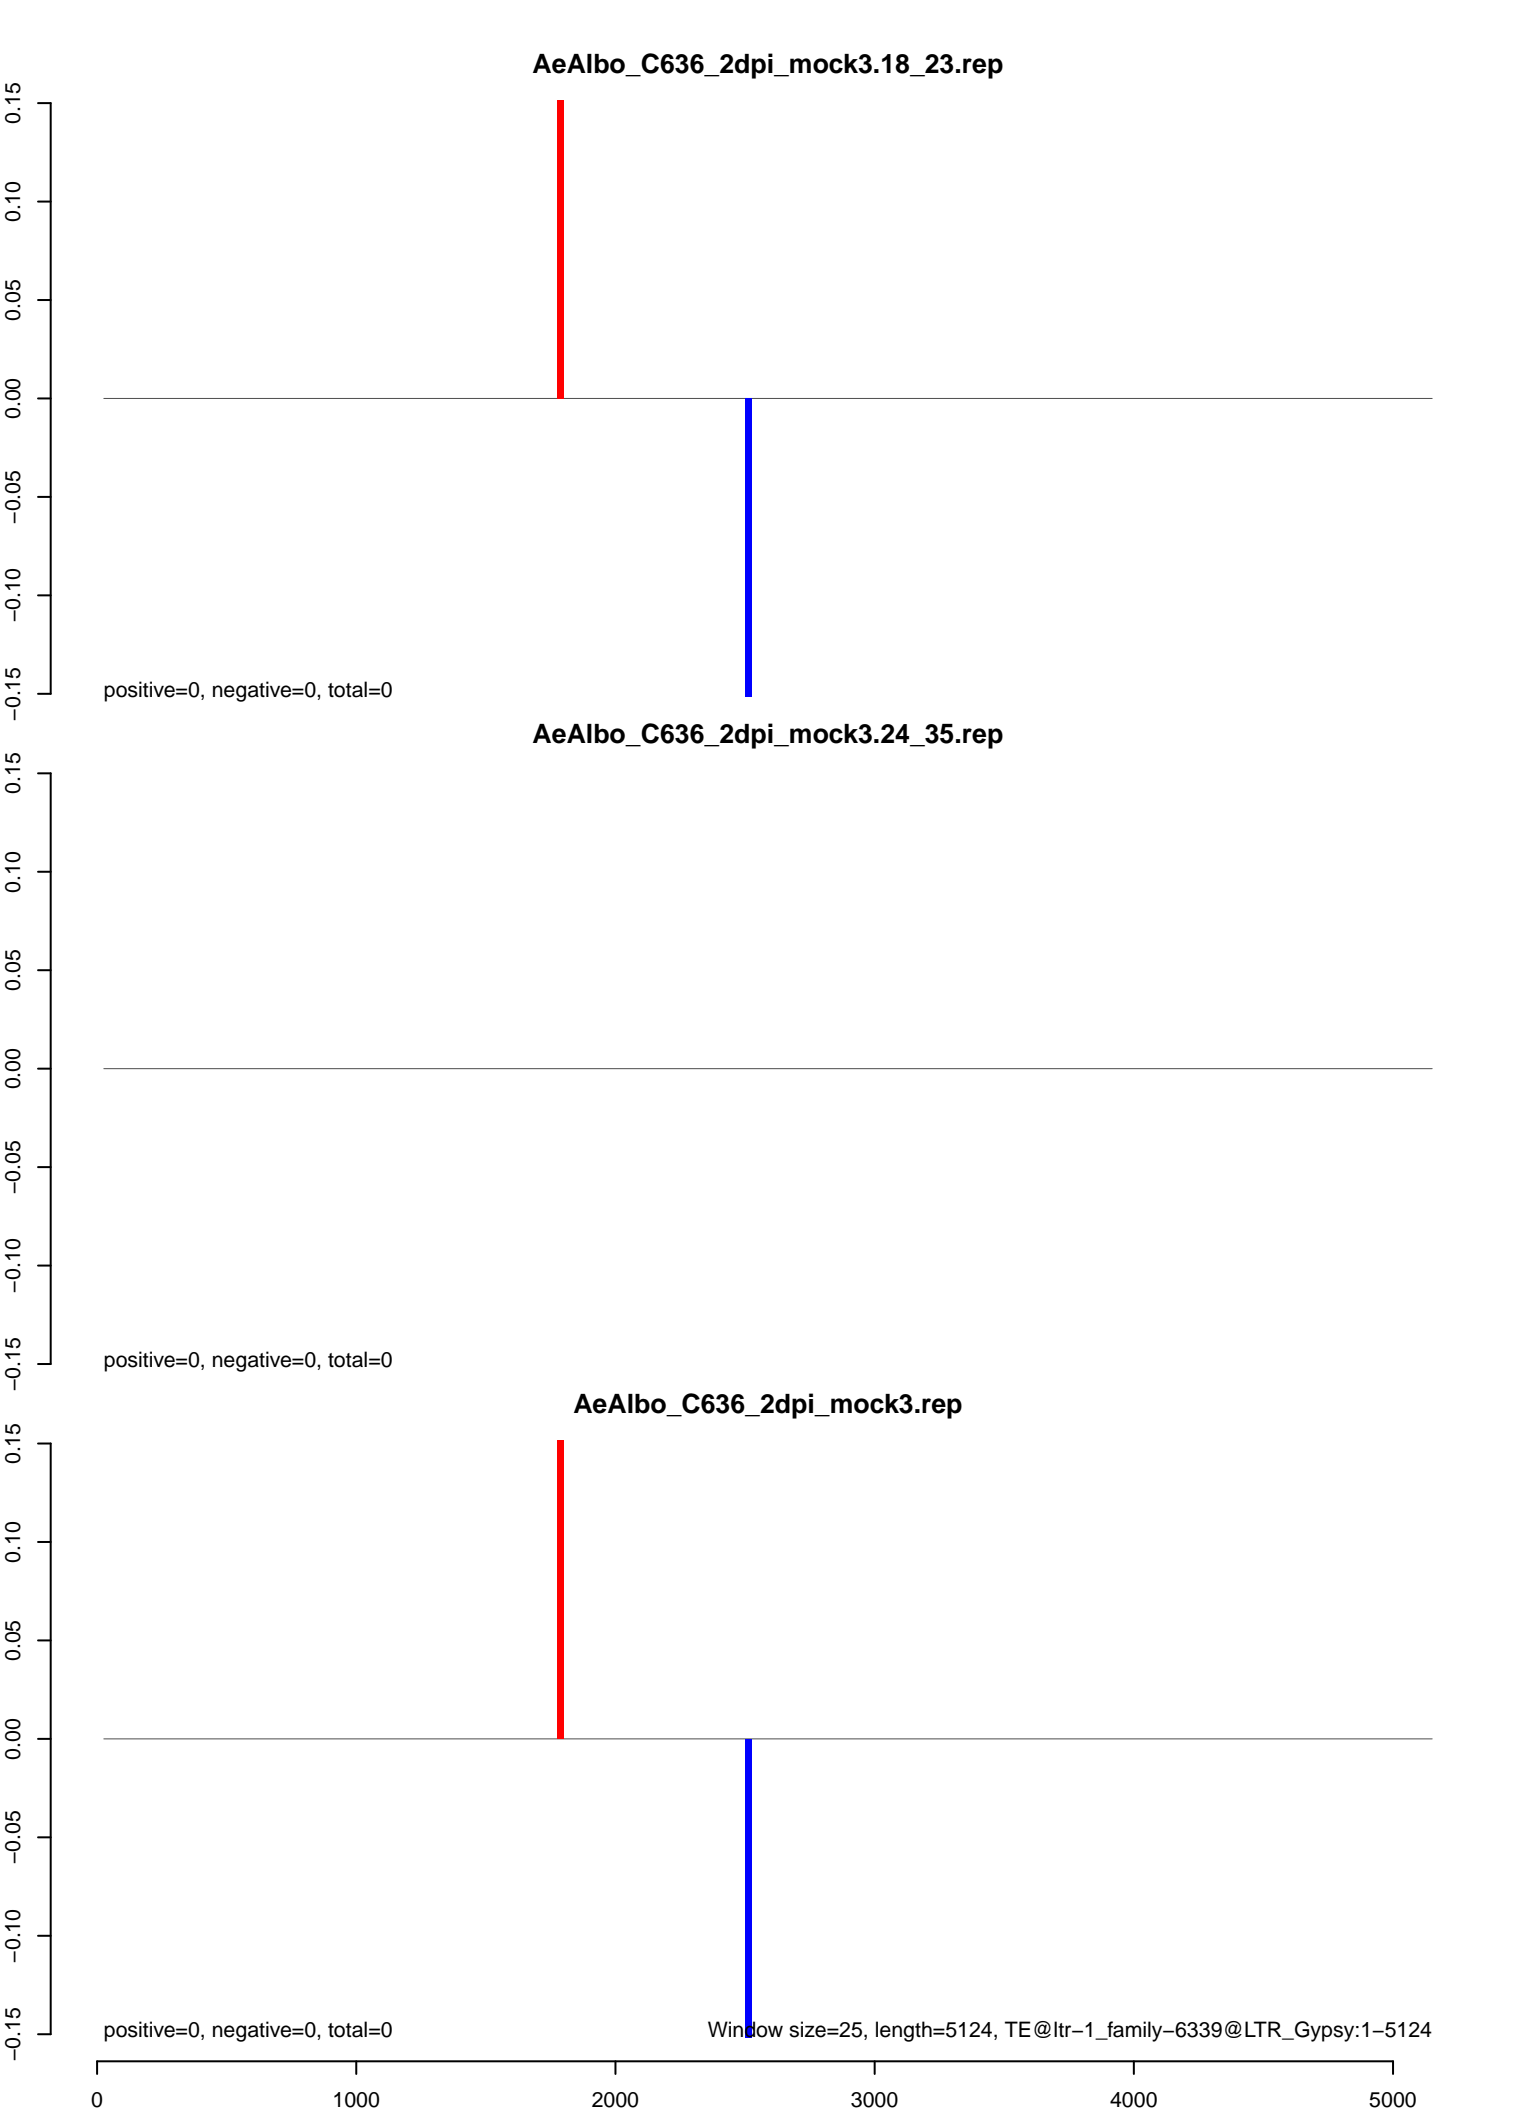 AeAlbo_C636_2dpi_mock3.18_23.rep
0.15
0.10
0.05
0.00
−0.05
−0.10
−0.15
positive=0, negative=0, total=0
AeAlbo_C636_2dpi_mock3.24_35.rep
0.15
0.10
0.05
0.00
−0.05
−0.10
−0.15
positive=0, negative=0, total=0
AeAlbo_C636_2dpi_mock3.rep
0.15
0.10
0.05
0.00
−0.05
−0.10
−0.15
positive=0, negative=0, total=0
Window size=25, length=5124, TE@ltr−1_family−6339@LTR_Gypsy:1−5124
0 1000 2000 3000 4000 5000